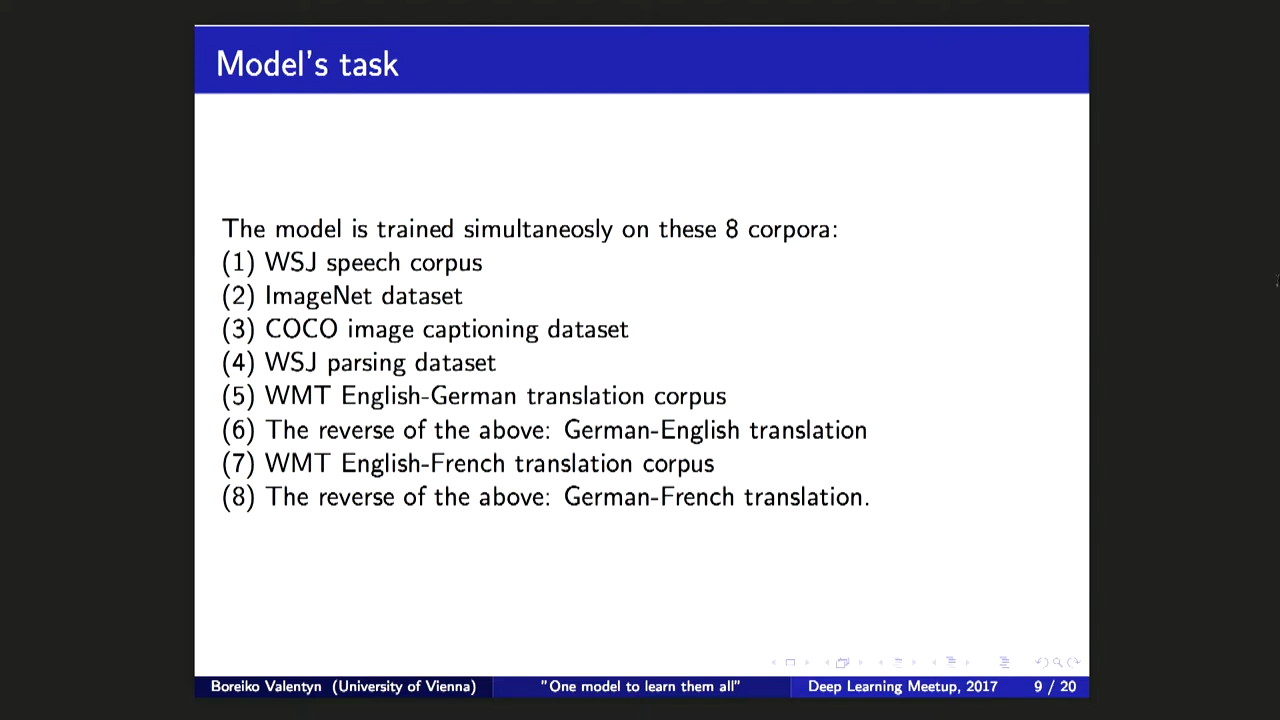 Model's task
The model is trained simultaneosly on these 8 corpora:
(1) WSJ speech corpus
(2) ImageNet dataset
(3) COCO image captioning dataset
(4) WSJ parsing dataset
(5) WMT English-German translation corpus
(6) The reverse of the above: German-English translation
(7) WMT English-French translation corpus
(8) The reverse of the above: German-French translation.
Boreiko Valentyn (University of Vienna) "One model to learn them all" Deep Learning Meetup, 2017 9 / 20